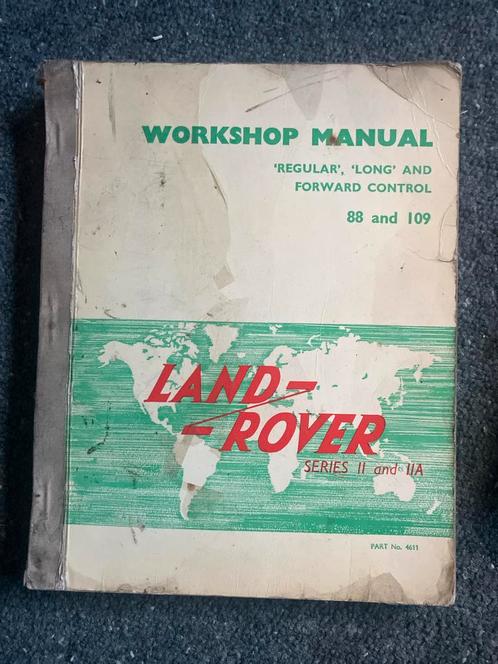 WORKSHOP MANUAL
‘REGULAR’, ‘LONG’ AND
FORWARD CONTROL
88 and 109
LAND-
-ROVER
SERIES II and IIA
PART No. 4611